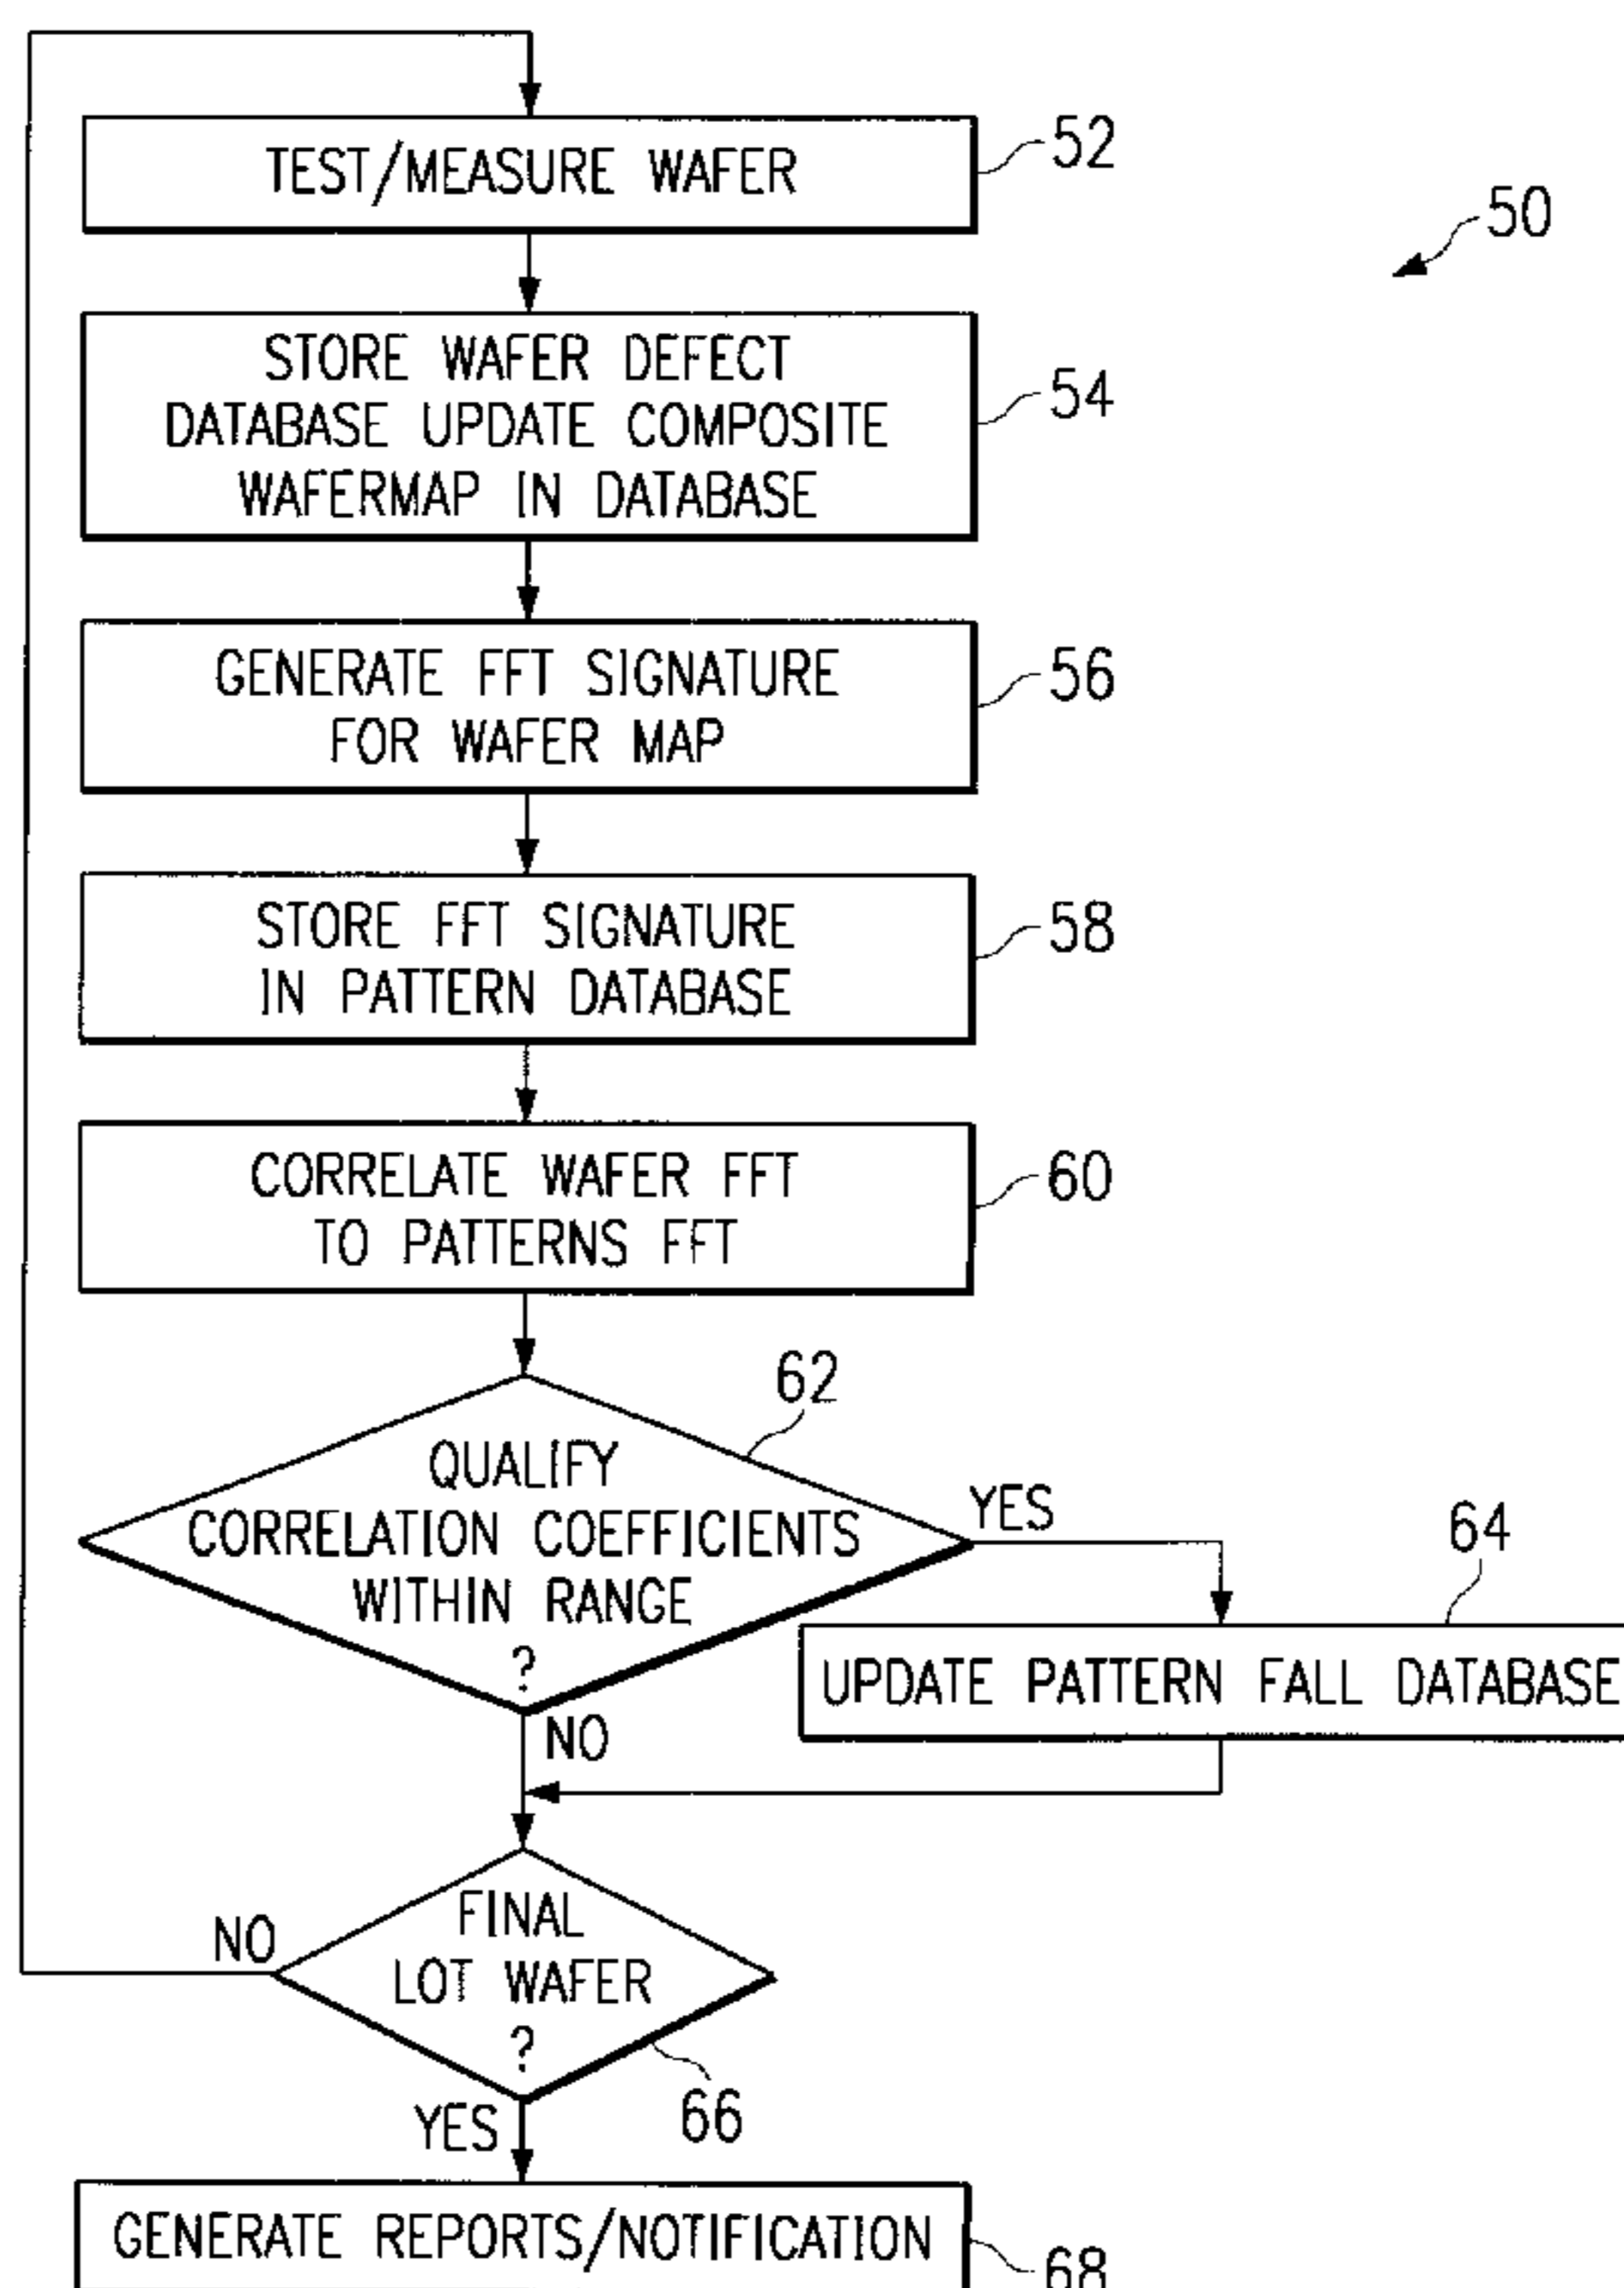 TEST/MEASURE WAFER
52
50
STORE WAFER DEFECT
DATABASE UPDATE COMPOSITE
WAFERMAP IN DATABASE
54
GENERATE FFT SIGNATURE
FOR WAFER MAP
56
STORE FFT SIGNATURE
IN PATTERN DATABASE
58
CORRELATE WAFER FFT
TO PATTERNS FFT
60
62
QUALIFY
CORRELATION COEFFICIENTS
WITHIN RANGE
?
YES
64
UPDATE PATTERN FALL DATABASE
NO
FINAL
LOT WAFER
?
NO
66
YES
GENERATE REPORTS/NOTIFICATION
68